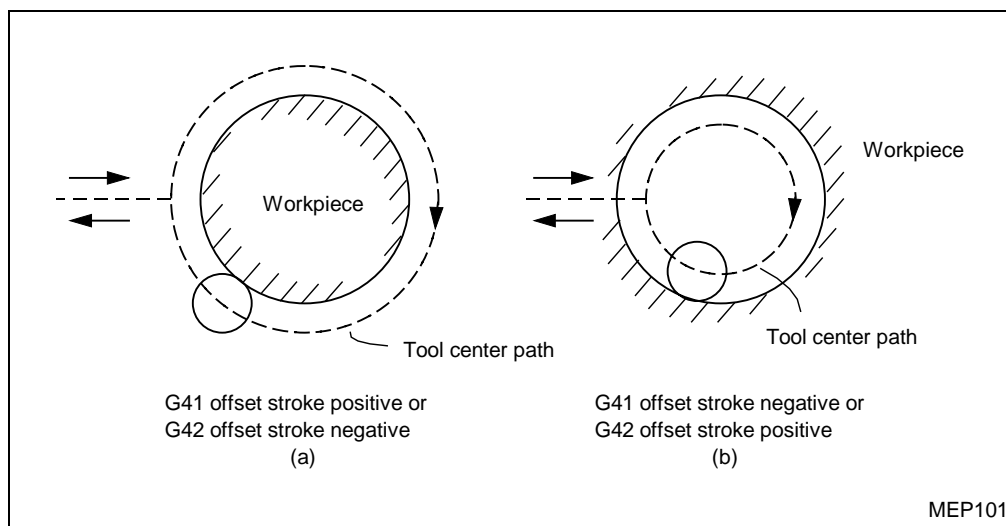 Workpiece
Tool center path
G41 offset stroke positive or
G42 offset stroke negative
(a)
Workpiece
Tool center path
G41 offset stroke negative or
G42 offset stroke positive
(b)
MEP101